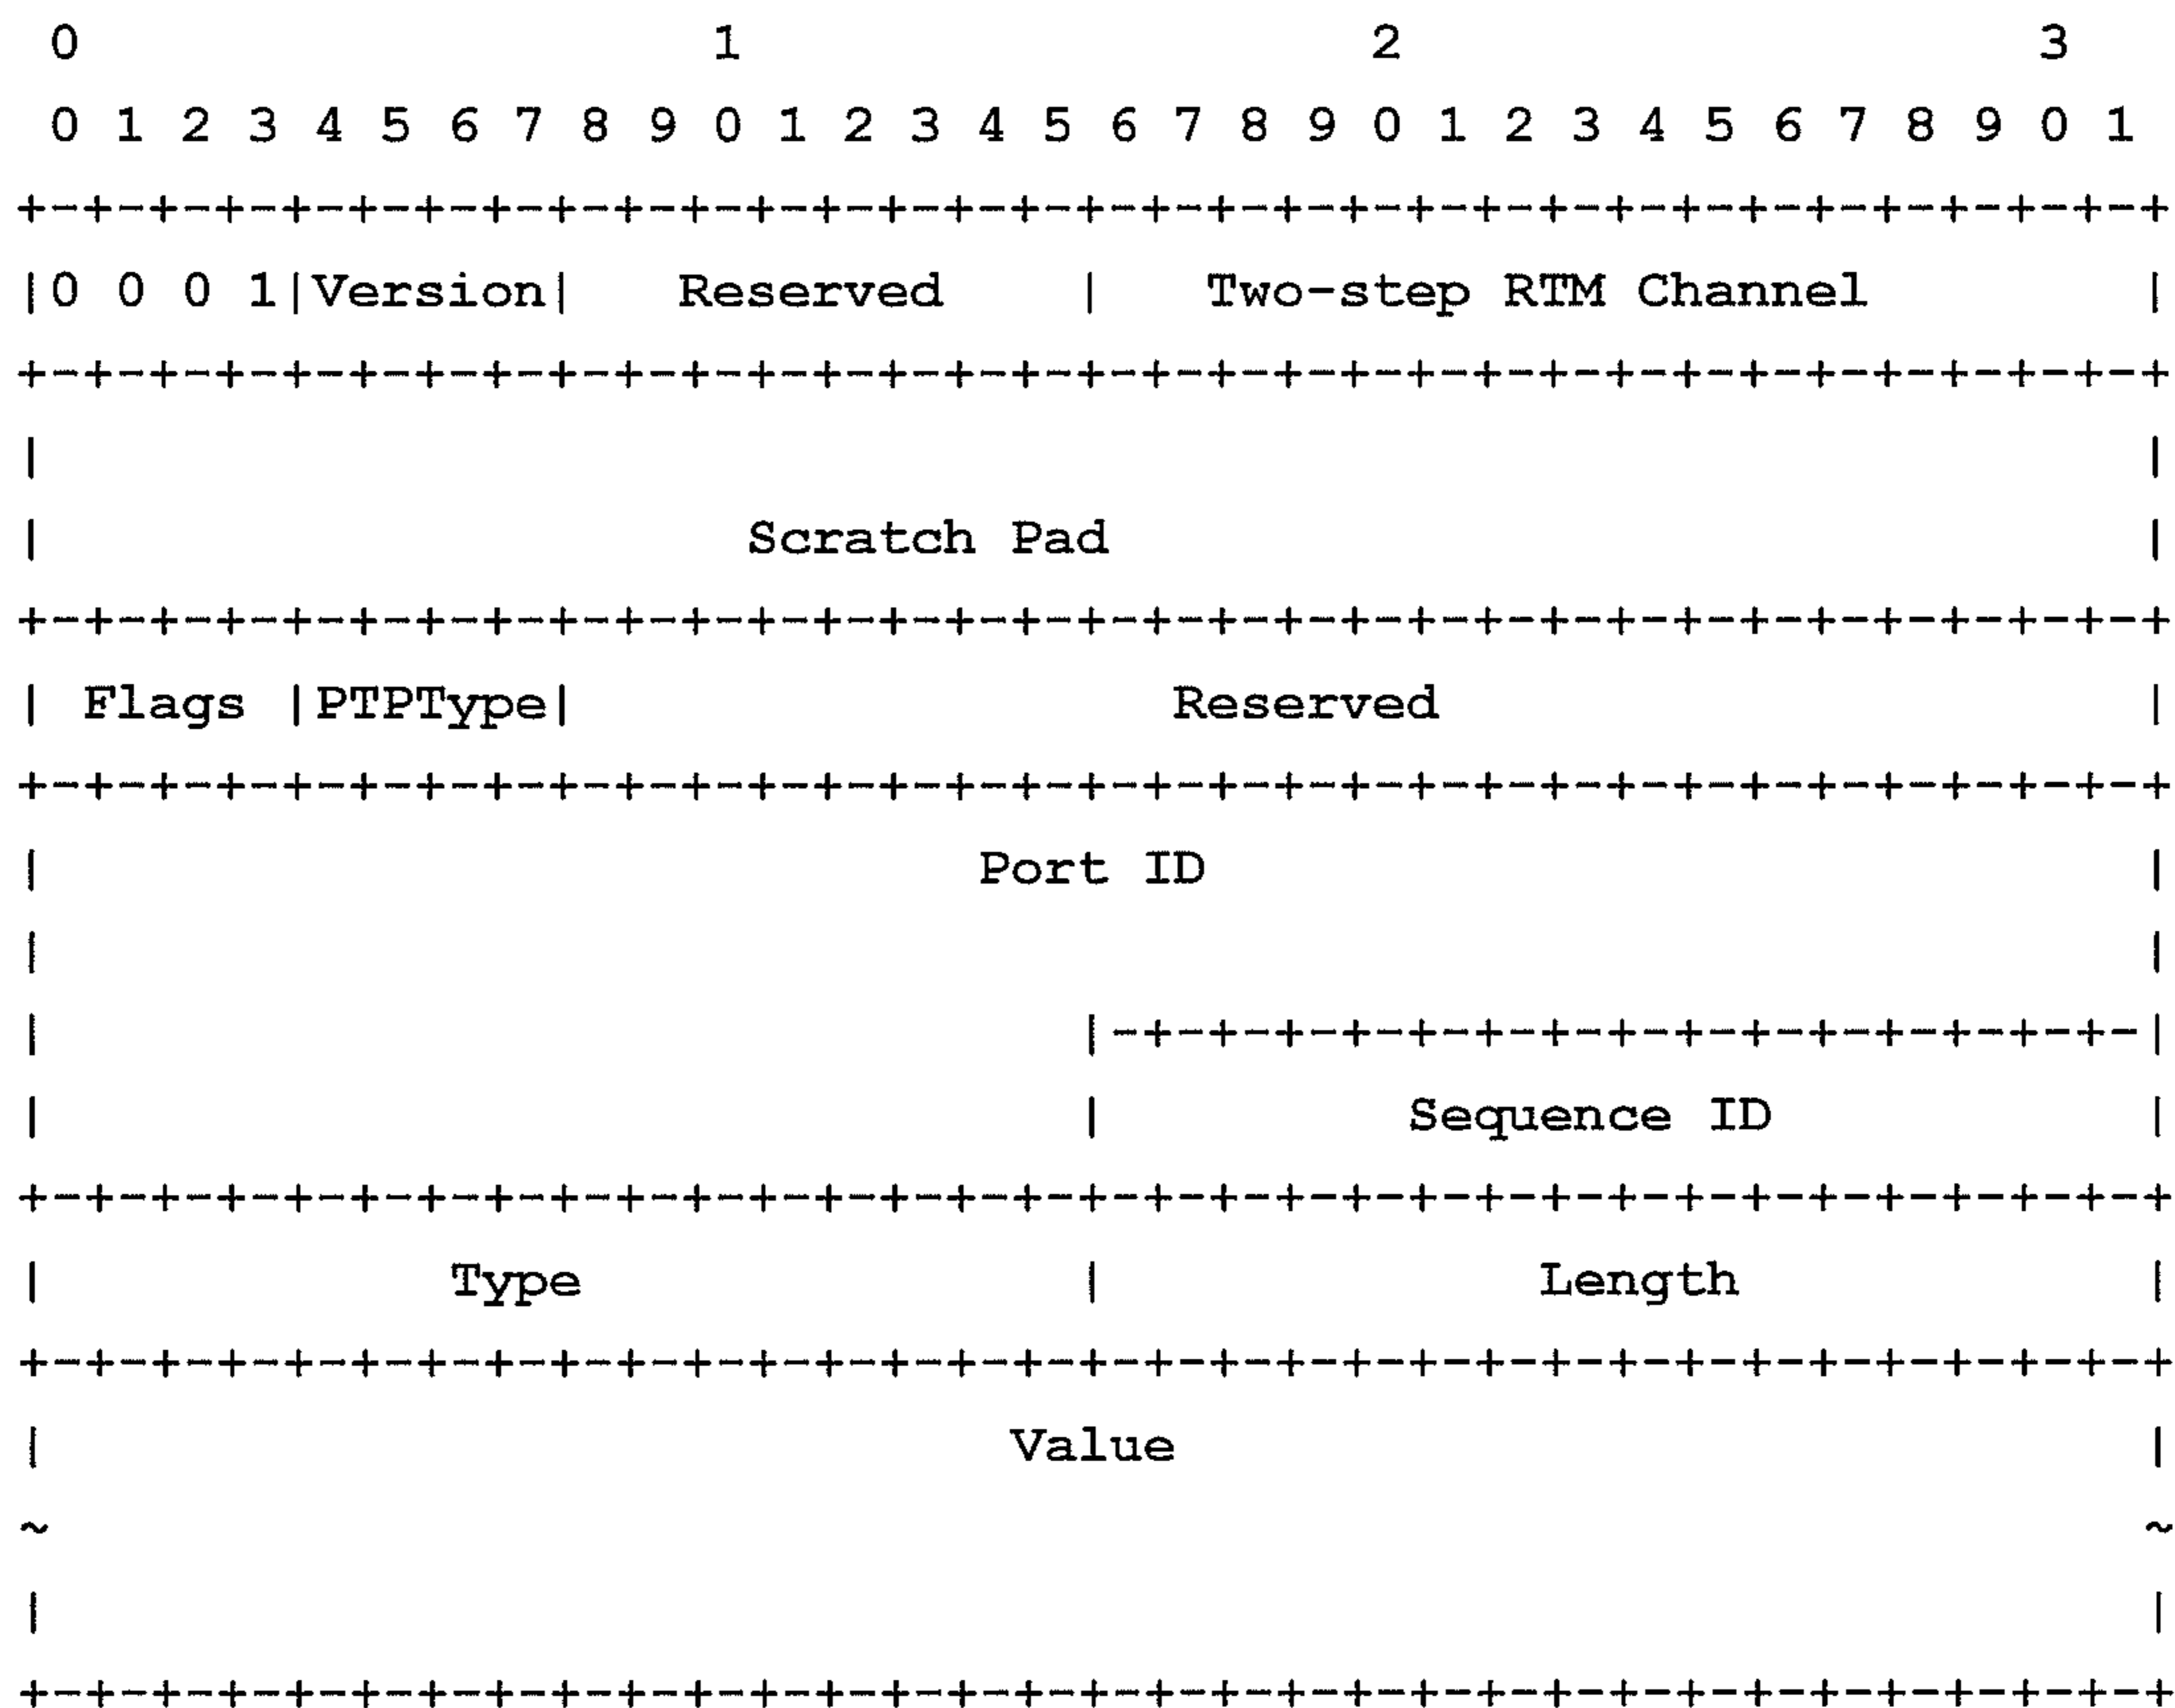 0 1 2 3
0 1 2 3 4 5 6 7 8 9 0 1 2 3 4 5 6 7 8 9 0 1 2 3 4 5 6 7 8 9 0 1
+-+-+-+-+-+-+-+-+-+-+-+-+-+-+-+-+-+-+-+-+-+-+-+-+-+-+-+-+-+-+-+-+
|0 0 0 1|Version| Reserved | Two-step RTM Channel |
+-+-+-+-+-+-+-+-+-+-+-+-+-+-+-+-+-+-+-+-+-+-+-+-+-+-+-+-+-+-+-+-+
| |
| Scratch Pad |
+-+-+-+-+-+-+-+-+-+-+-+-+-+-+-+-+-+-+-+-+-+-+-+-+-+-+-+-+-+-+-+-+
| Flags |PTPType| Reserved |
+-+-+-+-+-+-+-+-+-+-+-+-+-+-+-+-+-+-+-+-+-+-+-+-+-+-+-+-+-+-+-+-+
| Port ID |
| |
| |-+-+-+-+-+-+-+-+-+-+-+-+-+-+-+-|
| | Sequence ID |
+-+-+-+-+-+-+-+-+-+-+-+-+-+-+-+-+-+-+-+-+-+-+-+-+-+-+-+-+-+-+-+-+
| Type | Length |
+-+-+-+-+-+-+-+-+-+-+-+-+-+-+-+-+-+-+-+-+-+-+-+-+-+-+-+-+-+-+-+-+
| Value |
~ ~
| |
+-+-+-+-+-+-+-+-+-+-+-+-+-+-+-+-+-+-+-+-+-+-+-+-+-+-+-+-+-+-+-+-+